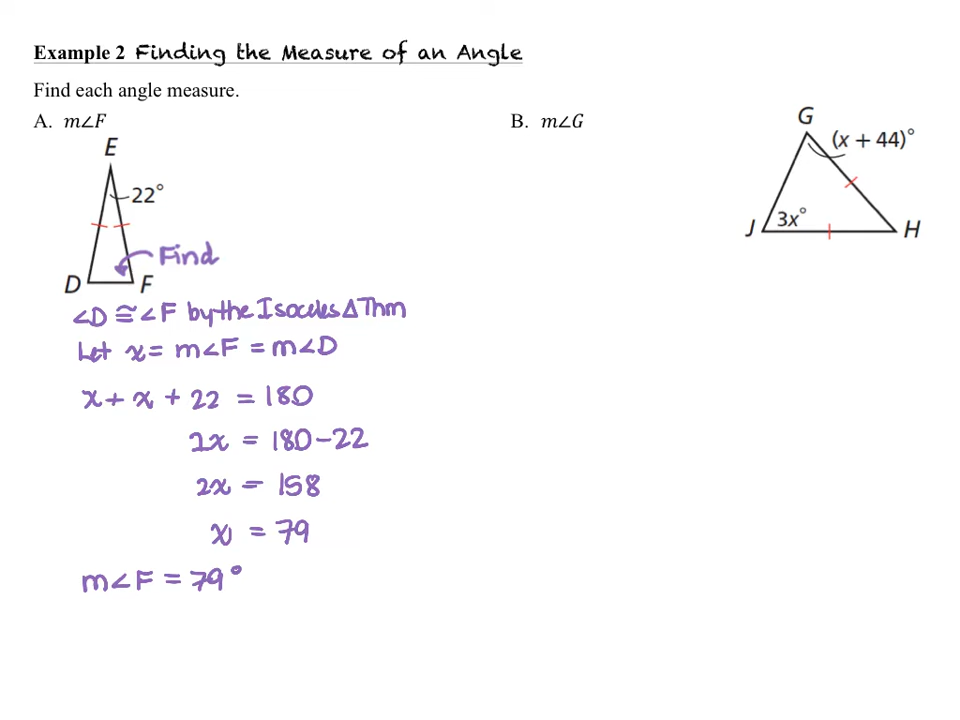 Example 2 Finding the Measure of an Angle
Find each angle measure.
A. m∠F
E
22°
Find
D
F
∠D ≅ ∠F by the Isoceles Δ Thm
Let x = m∠F = m∠D
x + x + 22 = 180
2x = 180 - 22
2x = 158
x = 79
m∠F = 79°
B. m∠G
G
(x + 44)°
J
3x°
H